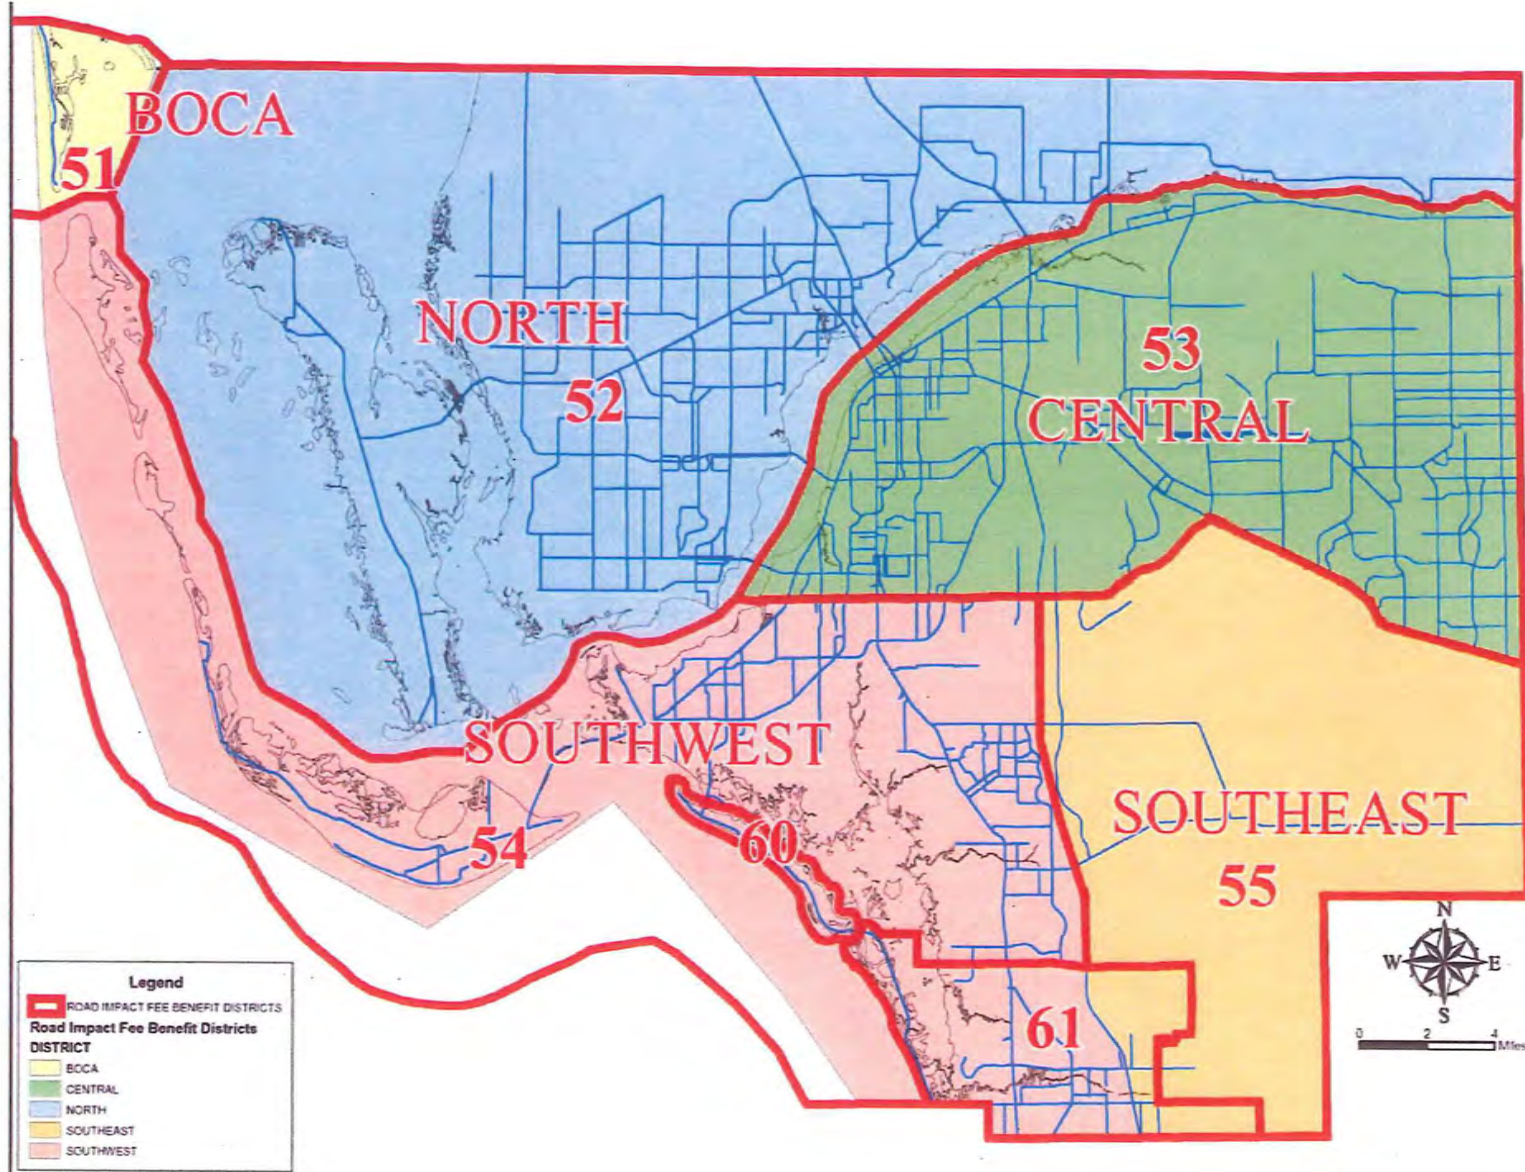 BOCA
51
NORTH
52
53
CENTRAL
SOUTHWEST
54
60
SOUTHEAST
55
61
N
W E
S
0 2 4
Miles
Legend
ROAD IMPACT FEE BENEFIT DISTRICTS
Road Impact Fee Benefit Districts
DISTRICT
BOCA
CENTRAL
NORTH
SOUTHEAST
SOUTHWEST